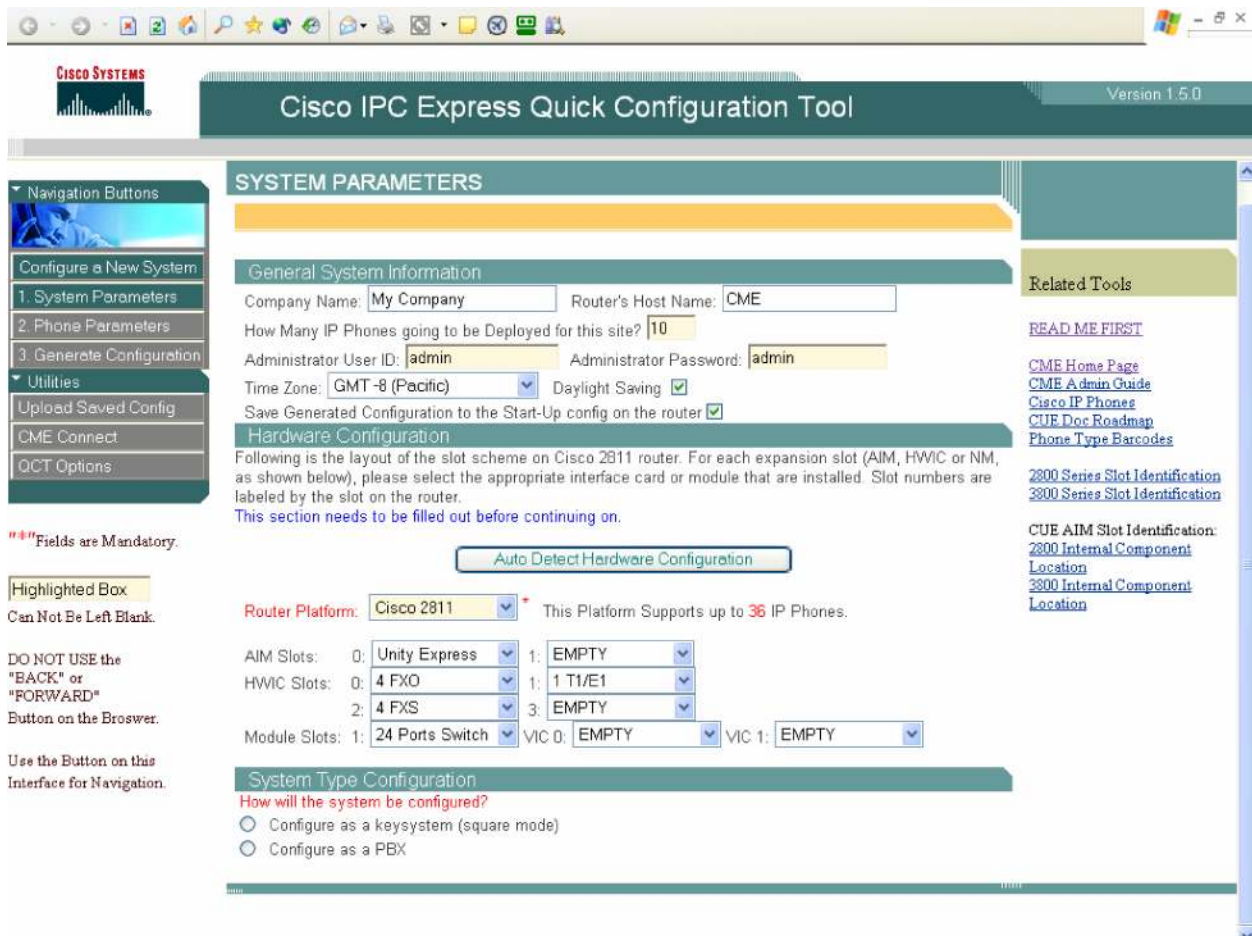 CISCO SYSTEMS
Cisco IPC Express Quick Configuration Tool
Version 1.5.0
Navigation Buttons
Configure a New System
1. System Parameters
2. Phone Parameters
3. Generate Configuration
Utilities
Upload Saved Config
CME Connect
QCT Options
"*"Fields are Mandatory.
Highlighted Box
Can Not Be Left Blank.
DO NOT USE the
"BACK" or
"FORWARD"
Button on the Broswer.
Use the Button on this
Interface for Navigation.
SYSTEM PARAMETERS
General System Information
Company Name: My Company Router's Host Name: CME
How Many IP Phones going to be Deployed for this site? 10
Administrator User ID: admin Administrator Password: admin
Time Zone: GMT -8 (Pacific) Daylight Saving
Save Generated Configuration to the Start-Up config on the router
Hardware Configuration
Following is the layout of the slot scheme on Cisco 2811 router. For each expansion slot (AIM, HWIC or NM,
as shown below), please select the appropriate interface card or module that are installed. Slot numbers are
labeled by the slot on the router.
This section needs to be filled out before continuing on.
Auto Detect Hardware Configuration
Router Platform: Cisco 2811 * This Platform Supports up to 36 IP Phones.
AIM Slots: 0: Unity Express 1: EMPTY
HWIC Slots: 0: 4 FXO 1: 1 T1/E1
2: 4 FXS 3: EMPTY
Module Slots: 1: 24 Ports Switch VIC 0: EMPTY VIC 1: EMPTY
System Type Configuration
How will the system be configured?
Configure as a keysystem (square mode)
Configure as a PBX
Related Tools
READ ME FIRST
CME Home Page
CME Admin Guide
Cisco IP Phones
CUE Doc Roadmap
Phone Type Barcodes
2800 Series Slot Identification
3800 Series Slot Identification
CUE AIM Slot Identification:
2800 Internal Component
Location
3800 Internal Component
Location